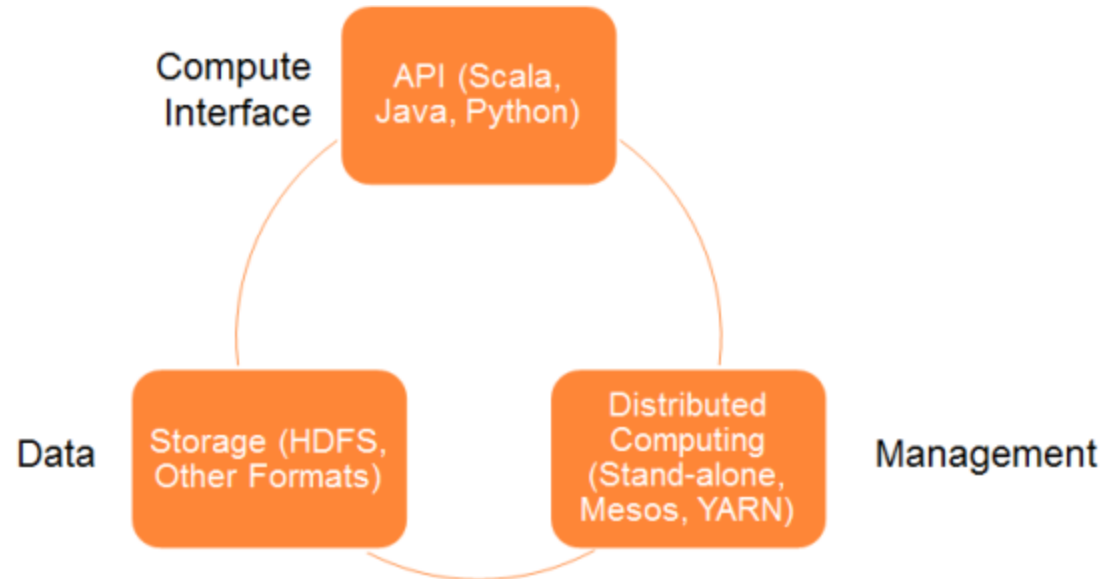 Compute
Interface
API (Scala,
Java, Python)
Data
Storage (HDFS,
Other Formats)
Distributed
Computing
(Stand-alone,
Mesos, YARN)
Management